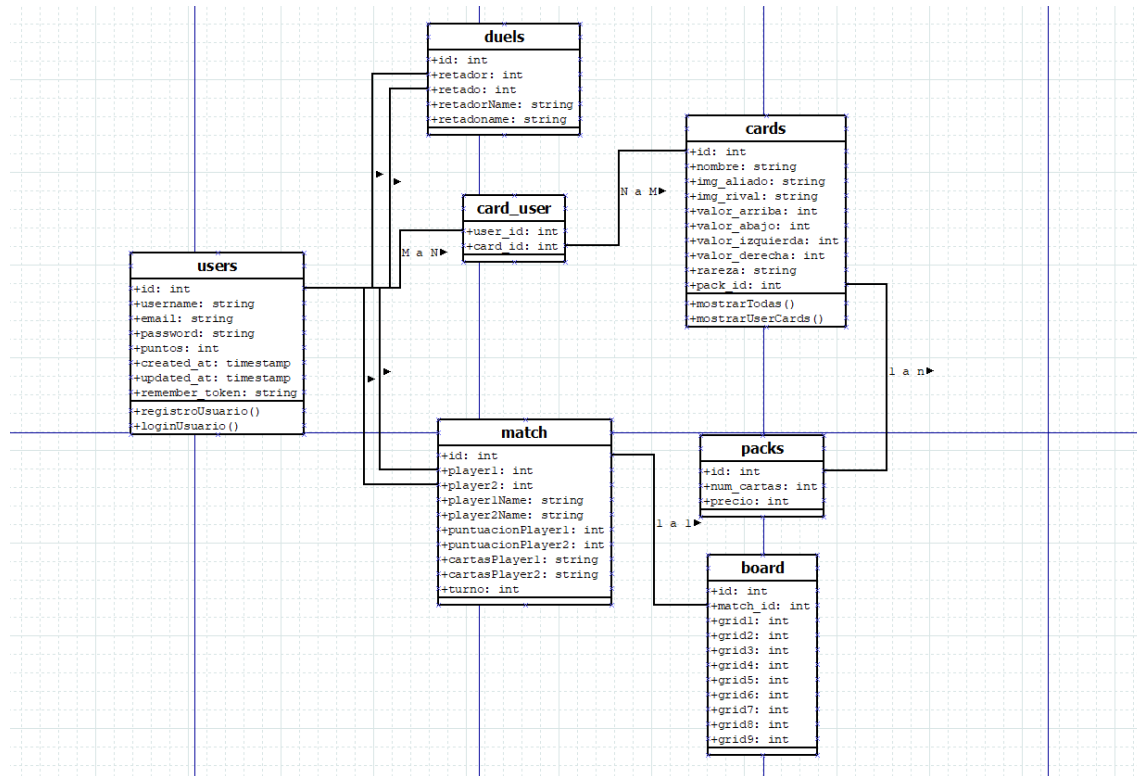 duels
+id: int
+retador: int
+retado: int
+retadorName: string
+retadoname: string
cards
+id: int
+nombre: string
+img_aliado: string
+img_rival: string
+valor_arriba: int
+valor_abajo: int
+valor_izquierda: int
+valor_derecha: int
+rareza: string
+pack_id: int
+mostrarTodas()
+mostrarUserCards()
N a M
card_user
+user_id: int
+card_id: int
M a N
users
+id: int
+username: string
+email: string
+password: string
+puntos: int
+created_at: timestamp
+updated_at: timestamp
+remember_token: string
+registroUsuario()
+loginUsuario()
1 a n
match
+id: int
+player1: int
+player2: int
+player1Name: string
+player2Name: string
+puntuacionPlayer1: int
+puntuacionPlayer2: int
+cartasPlayer1: string
+cartasPlayer2: string
+turno: int
packs
+id: int
+num_cartas: int
+precio: int
1 a 1
board
+id: int
+match_id: int
+grid1: int
+grid2: int
+grid3: int
+grid4: int
+grid5: int
+grid6: int
+grid7: int
+grid8: int
+grid9: int